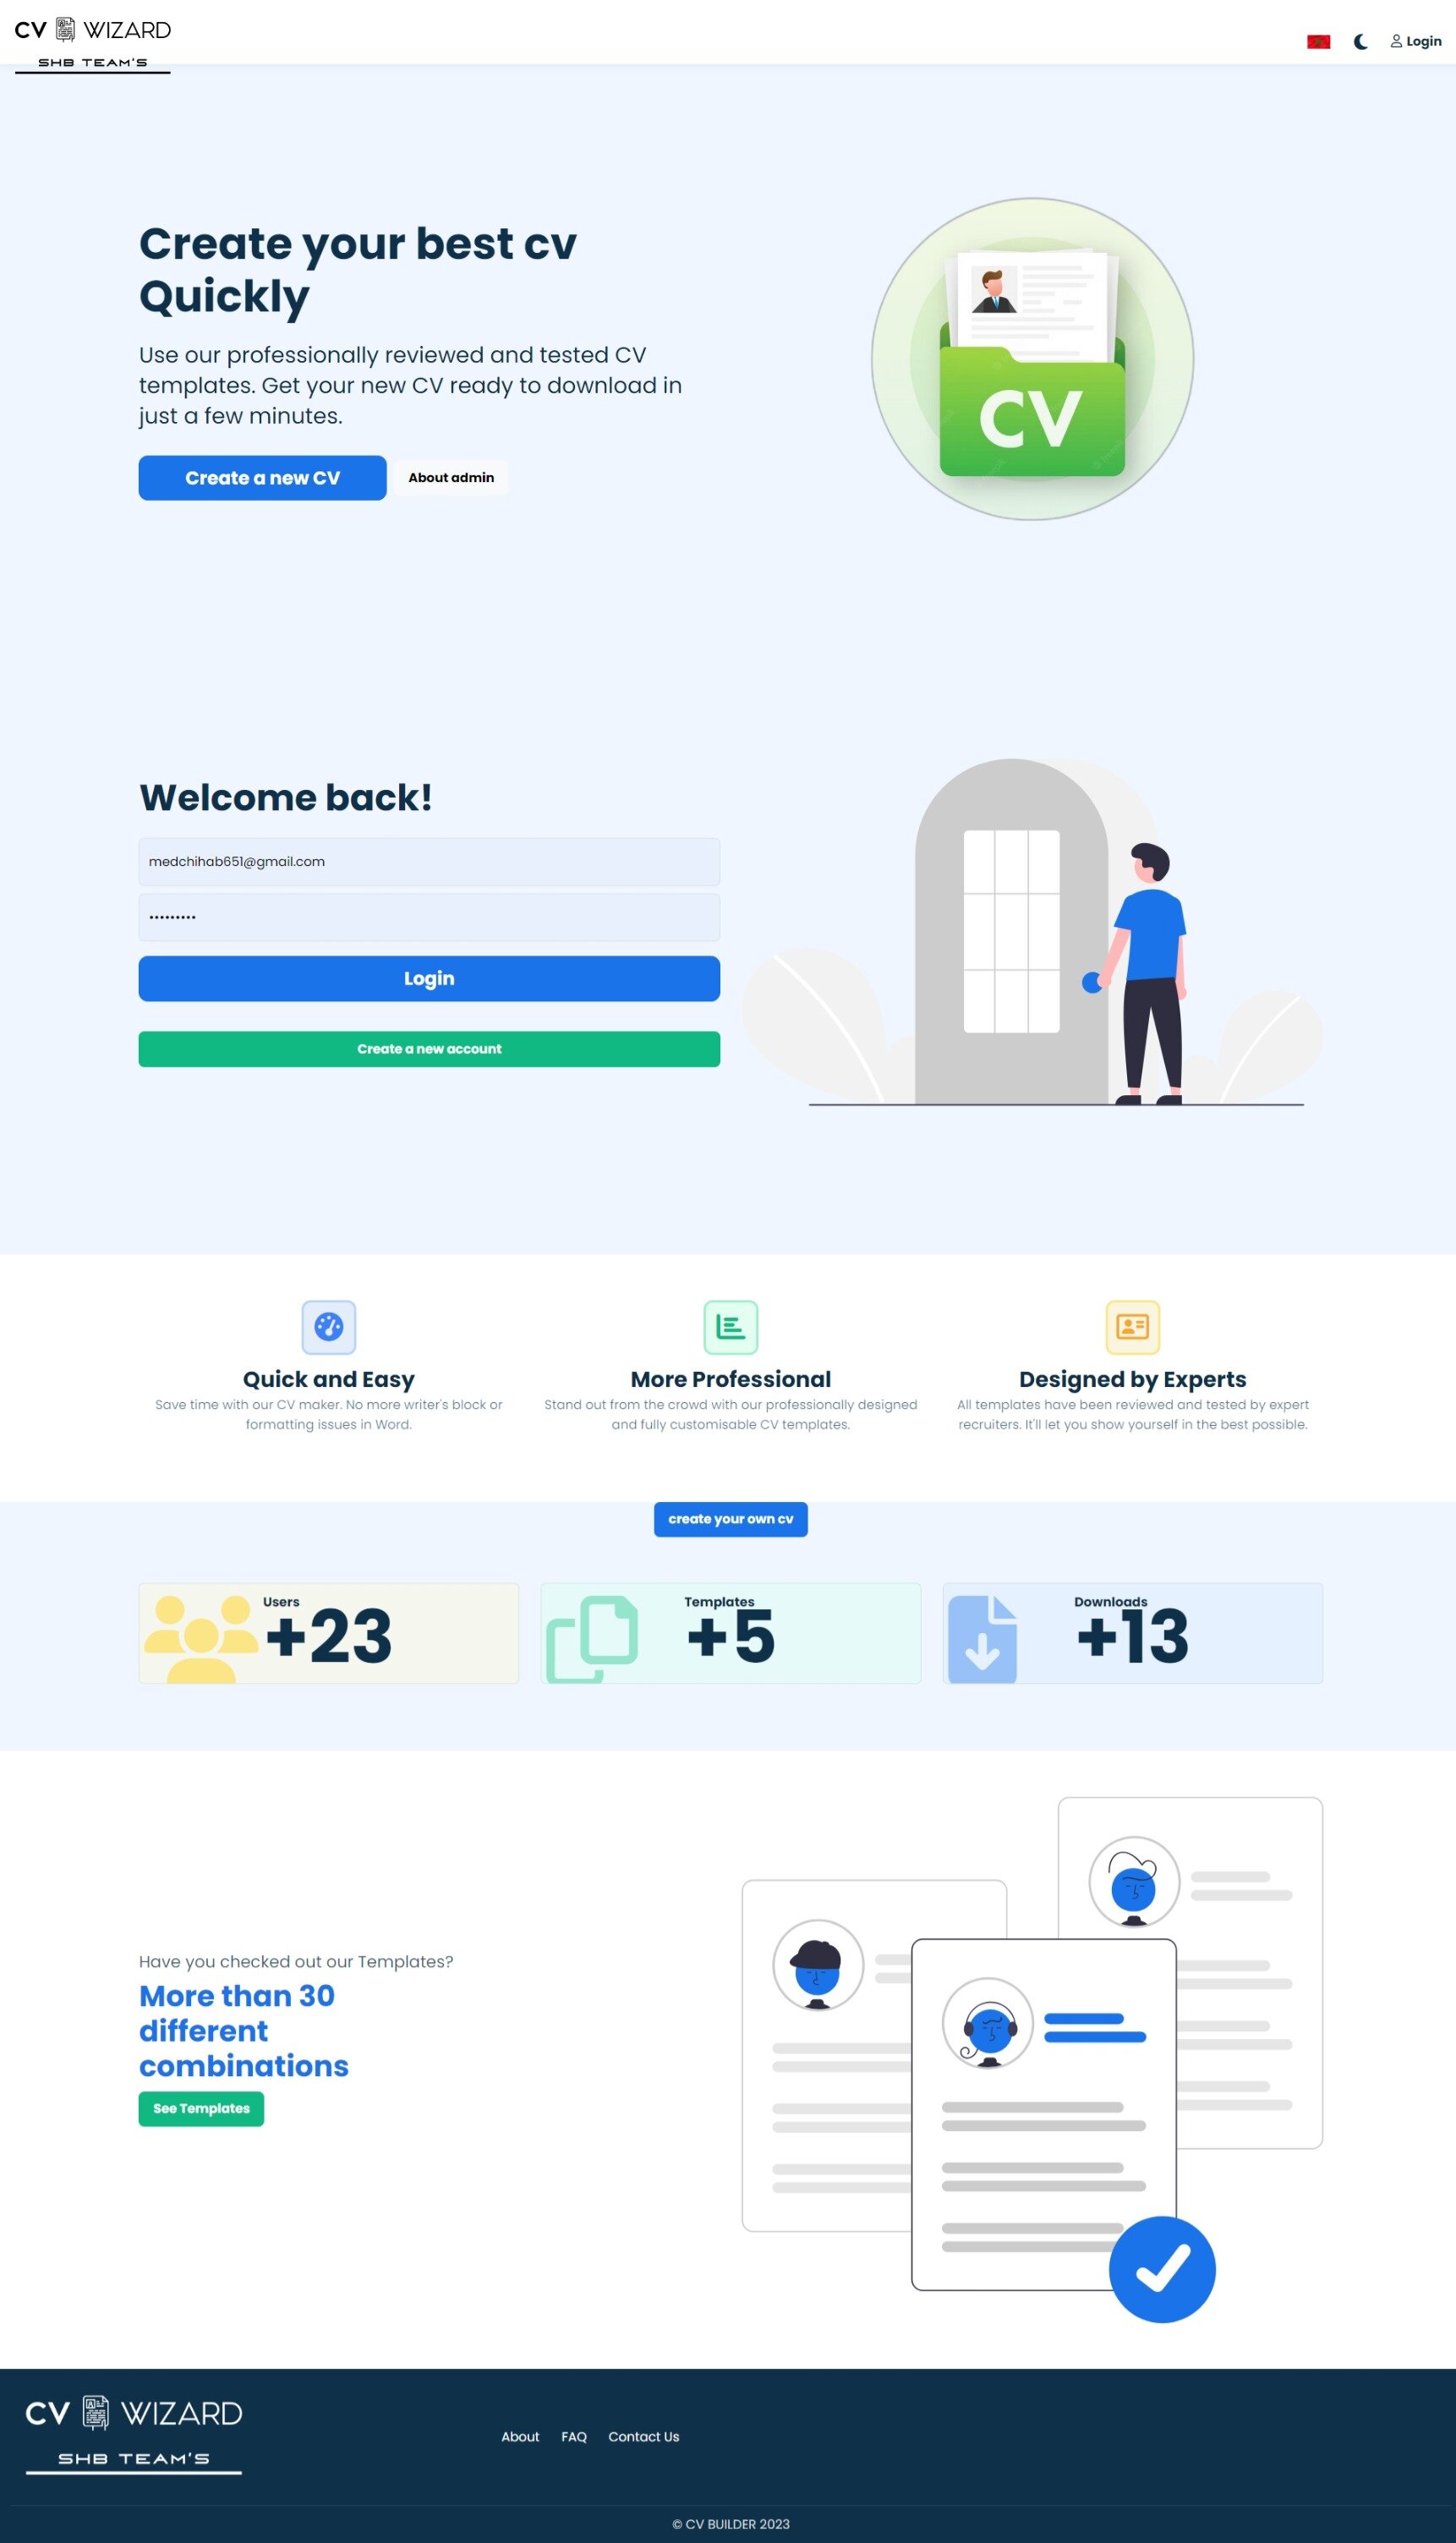 CV WIZARD
SHB TEAM'S
Login
Create your best cv
Quickly
Use our professionally reviewed and tested CV
templates. Get your new CV ready to download in
just a few minutes.
Create a new CV
About admin
CV
Welcome back!
medchihab651@gmail.com
•••••••••
Login
Create a new account
Quick and Easy
Save time with our CV maker. No more writer's block or
formatting issues in Word.
More Professional
Stand out from the crowd with our professionally designed
and fully customisable CV templates.
Designed by Experts
All templates have been reviewed and tested by expert
recruiters. It'll let you show yourself in the best possible.
create your own cv
Users
+23
Templates
+5
Downloads
+13
Have you checked out our Templates?
More than 30
different
combinations
See Templates
CV WIZARD
SHB TEAM'S
About FAQ Contact Us
© CV BUILDER 2023